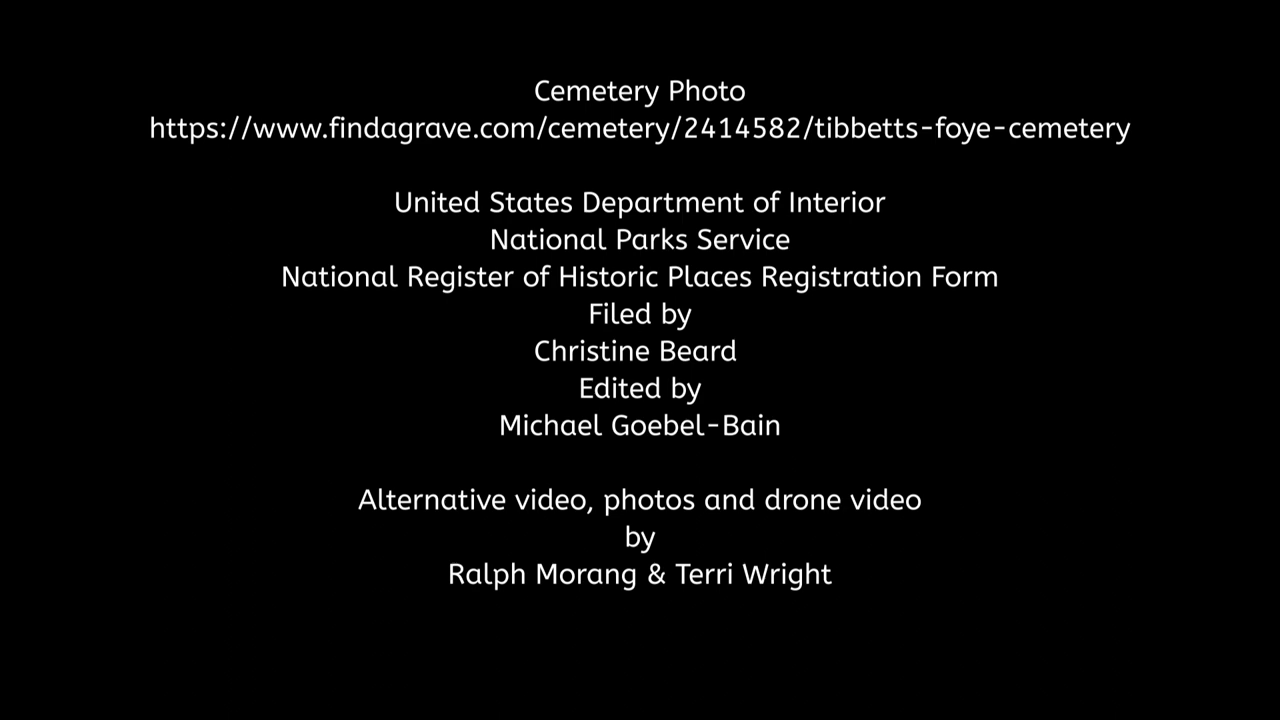 Cemetery Photo
https://www.findagrave.com/cemetery/2414582/tibbetts-foye-cemetery
United States Department of Interior
National Parks Service
National Register of Historic Places Registration Form
Filed by
Christine Beard
Edited by
Michael Goebel-Bain
Alternative video, photos and drone video
by
Ralph Morang & Terri Wright